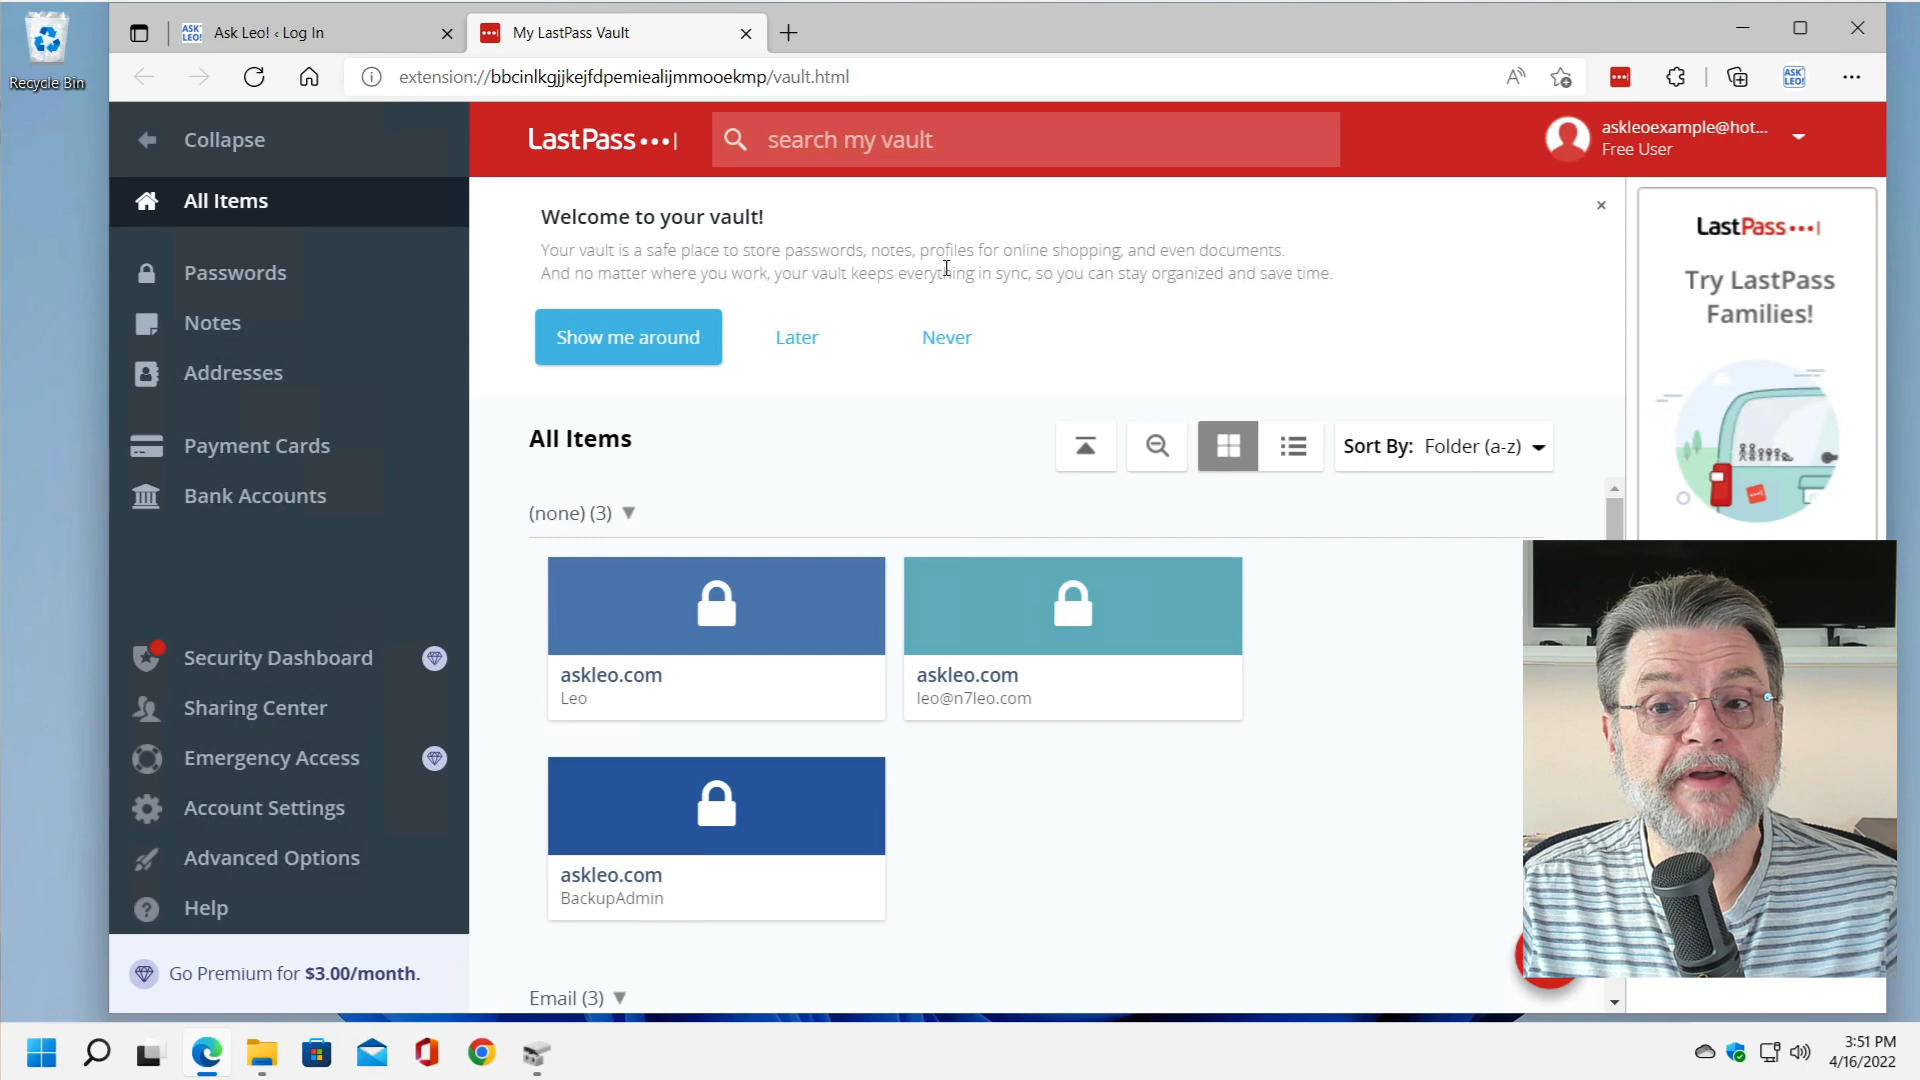 Recycle Bin
ASK LEO!
Ask Leo! ‹ Log In
My LastPass Vault
extension://bbcinlkgjjkejfdpemiealijmmooekmp/vault.html
ASK LEO!
Collapse
All Items
Passwords
Notes
Addresses
Payment Cards
Bank Accounts
Security Dashboard
Sharing Center
Emergency Access
Account Settings
Advanced Options
Help
Go Premium for $3.00/month.
LastPass
search my vault
askleoexample@hot...
Free User
Welcome to your vault!
Your vault is a safe place to store passwords, notes, profiles for online shopping, and even documents.
And no matter where you work, your vault keeps everything in sync, so you can stay organized and save time.
Show me around
Later
Never
All Items
Sort By: Folder (a-z)
(none) (3)
askleo.com
Leo
askleo.com
leo@n7leo.com
askleo.com
BackupAdmin
Email (3)
LastPass
Try LastPass
Families!
3:51 PM
4/16/2022